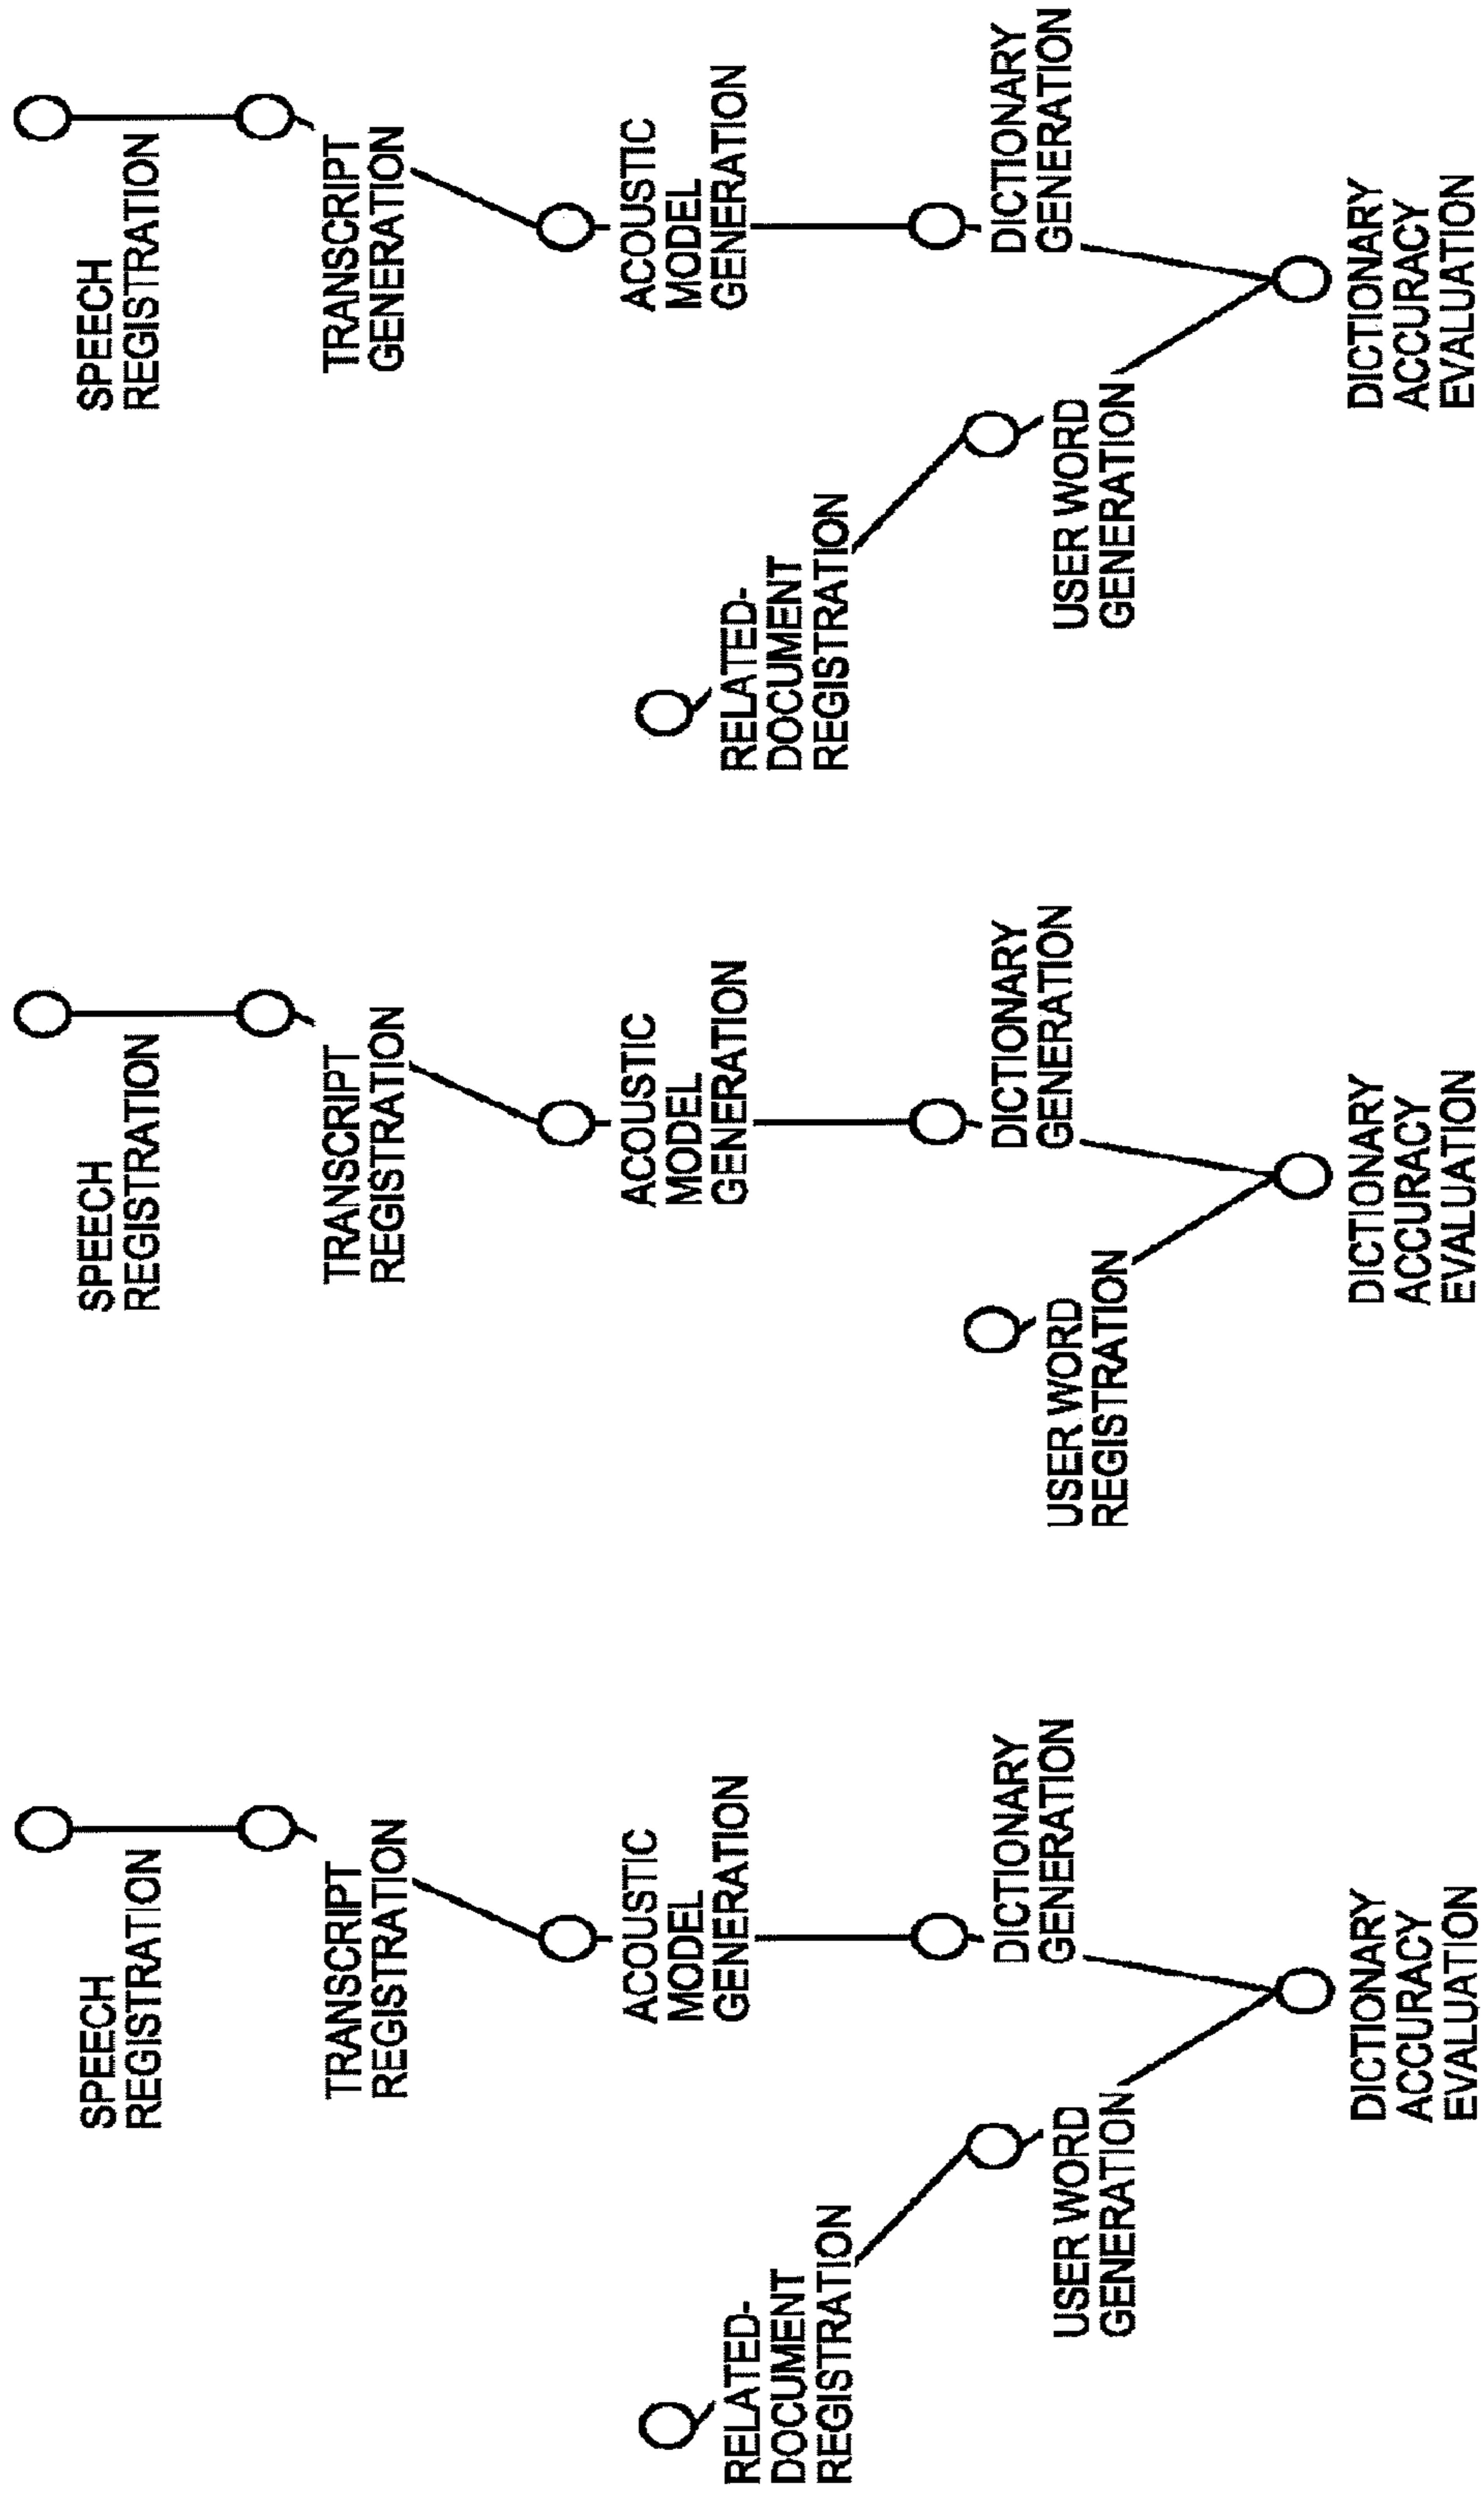 SPEECH
REGISTRATION
TRANSCRIPT
REGISTRATION
ACOUSTIC
MODEL
GENERATION
RELATED-
DOCUMENT
REGISTRATION
DICTIONARY
GENERATION
USER WORD
GENERATION
DICTIONARY
ACCURACY
EVALUATION
SPEECH
REGISTRATION
TRANSCRIPT
REGISTRATION
ACOUSTIC
MODEL
GENERATION
DICTIONARY
GENERATION
USER WORD
REGISTRATION
DICTIONARY
ACCURACY
EVALUATION
SPEECH
REGISTRATION
TRANSCRIPT
GENERATION
ACOUSTIC
MODEL
GENERATION
RELATED-
DOCUMENT
REGISTRATION
DICTIONARY
GENERATION
USER WORD
GENERATION
DICTIONARY
ACCURACY
EVALUATION